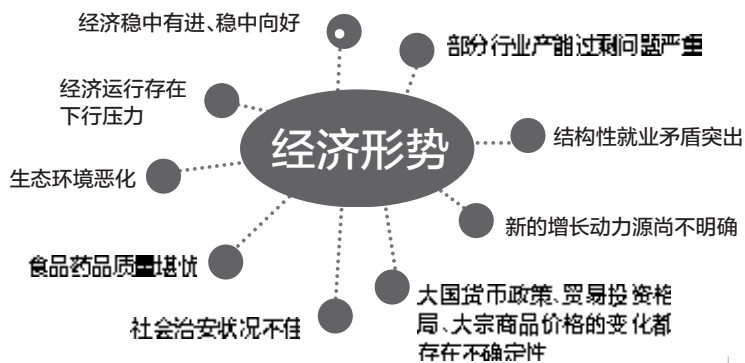 经济稳中有进、稳中向好
部分行业产能过剩问题严重
经济运行存在
下行压力
经济形势
结构性就业矛盾突出
生态环境恶化
新的增长动力源尚不明确
食品药品质量堪忧
大国货币政策、贸易投资格
局、大宗商品价格的变化都
存在不确定性
社会治安状况不佳